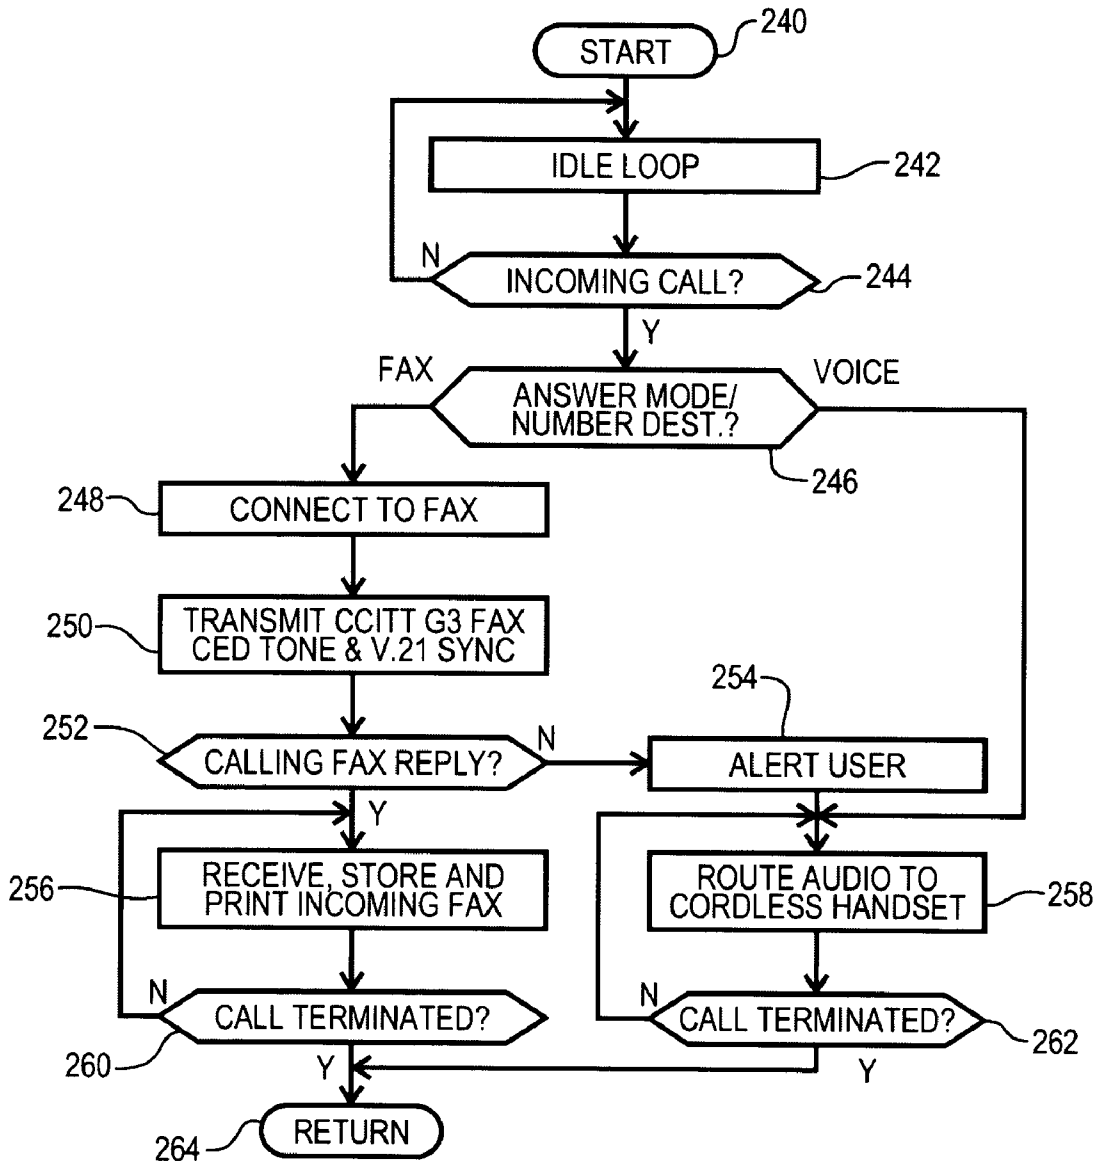 240
START
IDLE LOOP
242
N
INCOMING CALL?
244
Y
FAX
VOICE
ANSWER MODE/
NUMBER DEST.?
246
248
CONNECT TO FAX
250
TRANSMIT CCITT G3 FAX
CED TONE & V.21 SYNC
254
252
CALLING FAX REPLY?
N
ALERT USER
Y
256
RECEIVE, STORE AND
PRINT INCOMING FAX
ROUTE AUDIO TO
CORDLESS HANDSET
258
N
CALL TERMINATED?
260
N
CALL TERMINATED?
262
Y
Y
RETURN
264